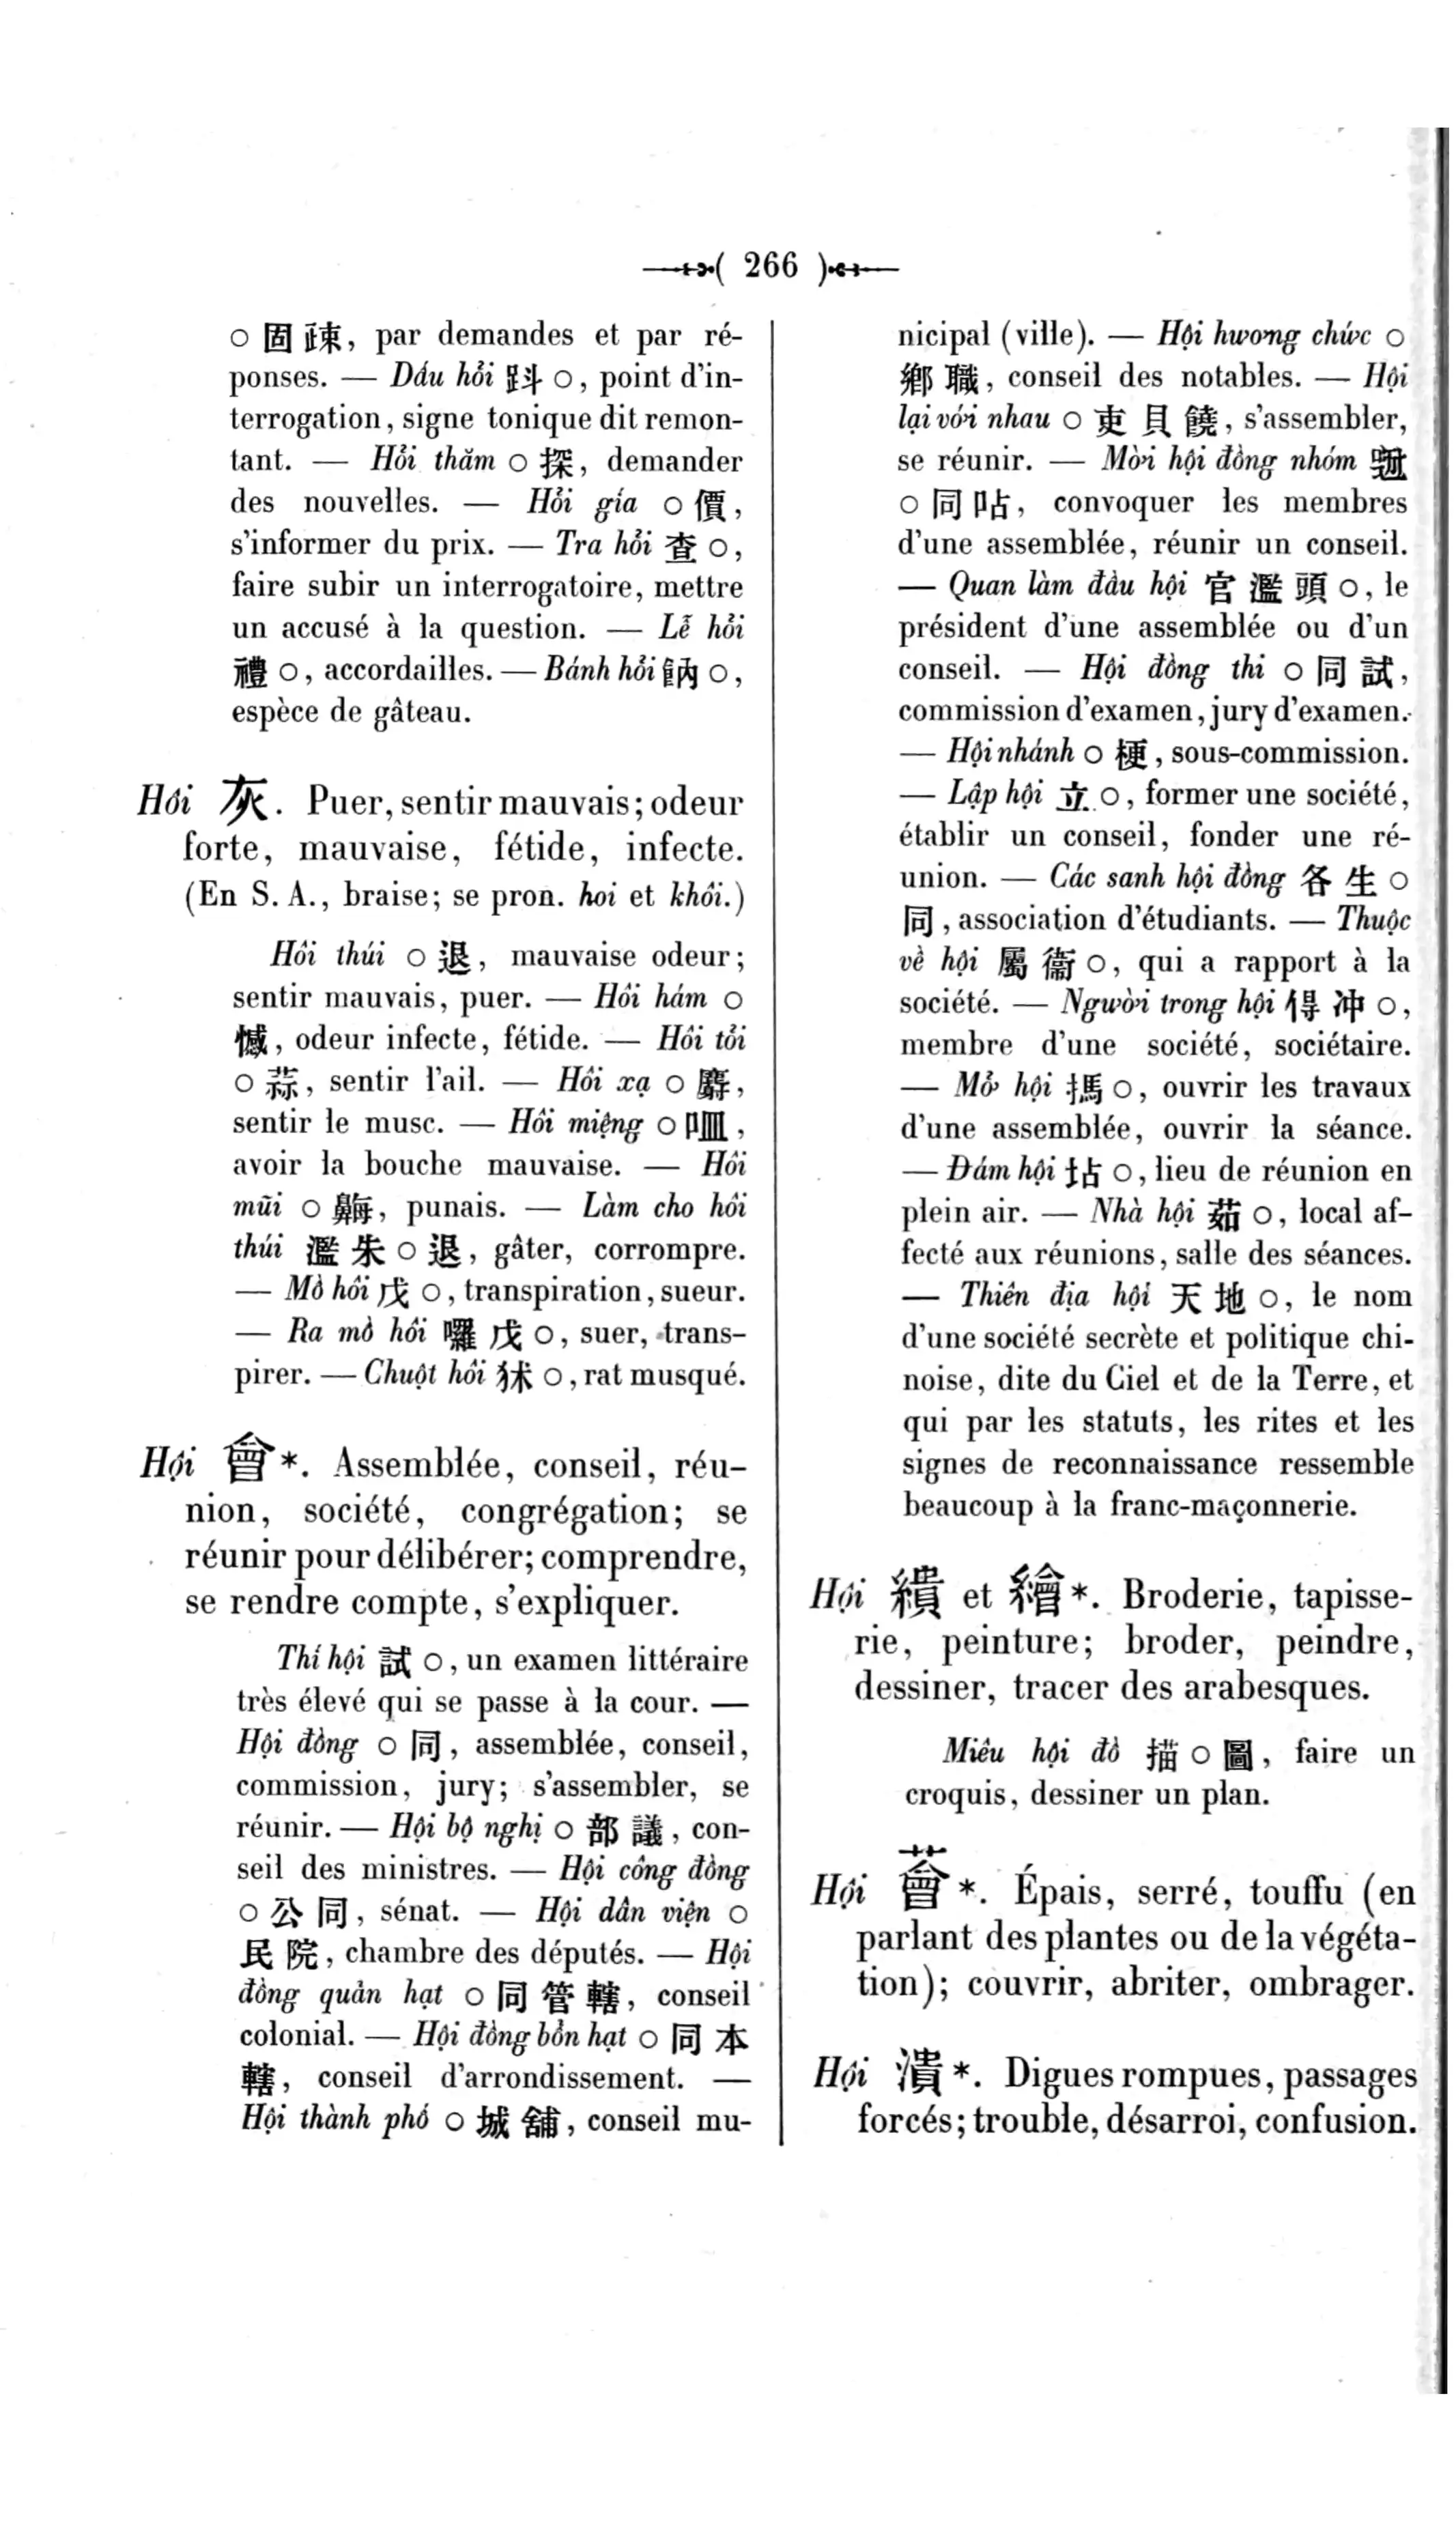 ( 266 )
○ 固 疎, par demandes et par ré-
ponses. — Dấu hỏi ○, point d'in-
terrogation, signe tonique dit remon-
tant. — Hỏi thăm ○ 探, demander
des nouvelles. — Hỏi gía ○ 價,
s'informer du prix. — Tra hỏi 査 ○,
faire subir un interrogatoire, mettre
un accusé à la question. — Lễ hỏi
禮 ○, accordailles. — Bánh hỏi ○,
espèce de gâteau.
Hôi 灰. Puer, sentir mauvais; odeur
forte, mauvaise, fétide, infecte.
(En S. A., braise; se pron. hoi et khôi.)
Hôi thúi ○ 退, mauvaise odeur;
sentir mauvais, puer. — Hôi hám ○
憾, odeur infecte, fétide. — Hôi tỏi
○ 蒜, sentir l'ail. — Hôi xạ ○ 麝,
sentir le musc. — Hôi miệng ○ 𠰘,
avoir la bouche mauvaise. — Hôi
mũi ○ 𪖫, punais. — Làm cho hôi
thúi 濫 朱 ○ 退, gâter, corrompre.
— Mồ hôi 戊 ○, transpiration, sueur.
— Ra mồ hôi 囉 戊 ○, suer, trans-
pirer. — Chuột hôi 㹥 ○, rat musqué.
Hội 會*. Assemblée, conseil, réu-
nion, société, congrégation; se
réunir pour délibérer; comprendre,
se rendre compte, s'expliquer.
Thí hội 試 ○, un examen littéraire
très élevé qui se passe à la cour. —
Hội đồng ○ 同, assemblée, conseil,
commission, jury; s'assembler, se
réunir. — Hội bộ nghị ○ 部 議, con-
seil des ministres. — Hội công đồng
○ 公 同, sénat. — Hội dân viện ○
民 院, chambre des députés. — Hội
đồng quản hạt ○ 同 管 轄, conseil
colonial. — Hội đồng bổn hạt ○ 同 本
轄, conseil d'arrondissement. —
Hội thành phố ○ 城 舖, conseil mu-
nicipal (ville). — Hội hương chức ○
鄉 職, conseil des notables. — Hội
lại với nhau ○ 吏 貝 饒, s'assembler,
se réunir. — Mời hội đồng nhóm
○ 同 呫, convoquer les membres
d'une assemblée, réunir un conseil.
— Quan làm đầu hội 官 濫 頭 ○, le
président d'une assemblée ou d'un
conseil. — Hội đồng thi ○ 同 試,
commission d'examen, jury d'examen.
— Hội nhánh ○ 梗, sous-commission.
— Lập hội 立 ○, former une société,
établir un conseil, fonder une ré-
union. — Các sanh hội đồng 各 生 ○
同, association d'étudiants. — Thuộc
về hội 屬 衞 ○, qui a rapport à la
société. — Người trong hội 㝵 冲 ○,
membre d'une société, sociétaire.
— Mở hội 搗 ○, ouvrir les travaux
d'une assemblée, ouvrir la séance.
— Đám hội 坫 ○, lieu de réunion en
plein air. — Nhà hội 茹 ○, local af-
fecté aux réunions, salle des séances.
— Thiên địa hội 天 地 ○, le nom
d'une société secrète et politique chi-
noise, dite du Ciel et de la Terre, et
qui par les statuts, les rites et les
signes de reconnaissance ressemble
beaucoup à la franc-maçonnerie.
Hội 繢 et 繪*. Broderie, tapisse-
rie, peinture; broder, peindre,
dessiner, tracer des arabesques.
Miêu hội đồ 描 ○ 圖, faire un
croquis, dessiner un plan.
Hội 薈*. Épais, serré, touffu (en
parlant des plantes ou de la végéta-
tion); couvrir, abriter, ombrager.
Hội 潰*. Digues rompues, passages
forcés; trouble, désarroi, confusion.